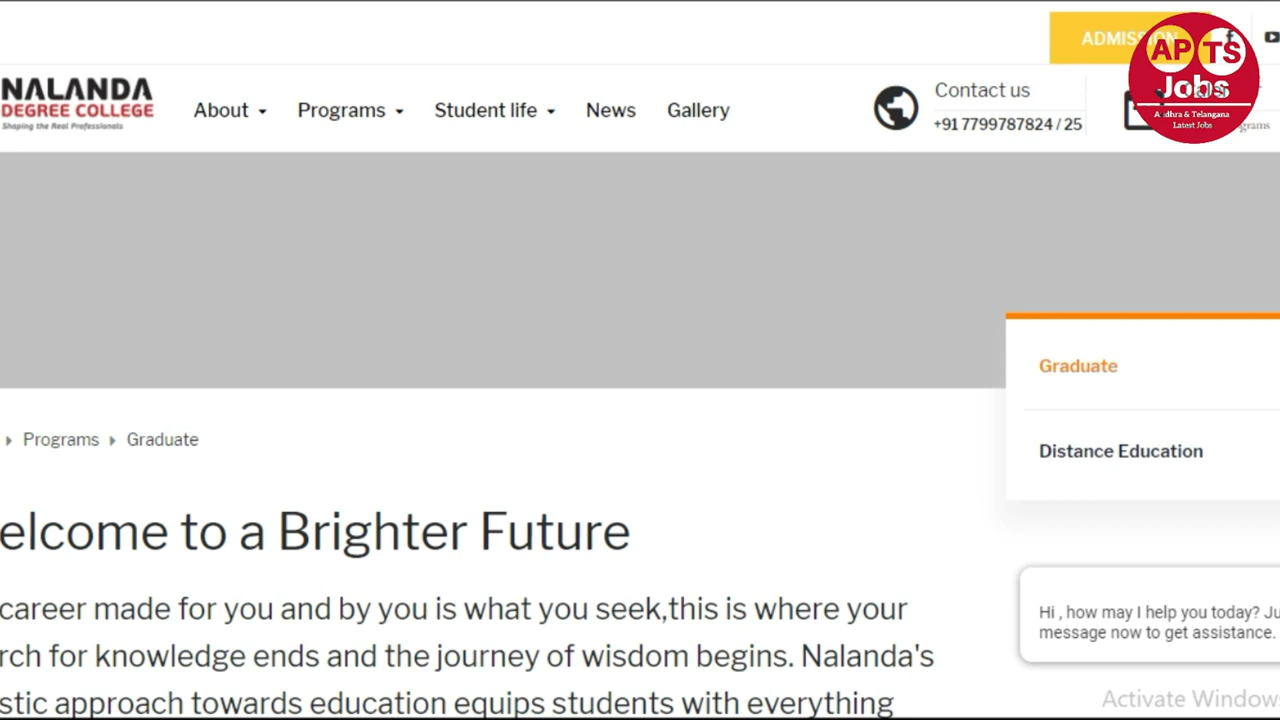 ADMISSION
AP TS
Jobs
Andhra & Telangana
Latest Jobs
NALANDA
DEGREE COLLEGE
Shaping the Real Professionals
About
Programs
Student life
News
Gallery
Contact us
+91 7799787824 / 25
Graduate
Distance Education
Programs
Graduate
elcome to a Brighter Future
career made for you and by you is what you seek,this is where your
rch for knowledge ends and the journey of wisdom begins. Nalanda's
stic approach towards education equips students with everything
Hi , how may I help you today? Ju
message now to get assistance.
Activate Window